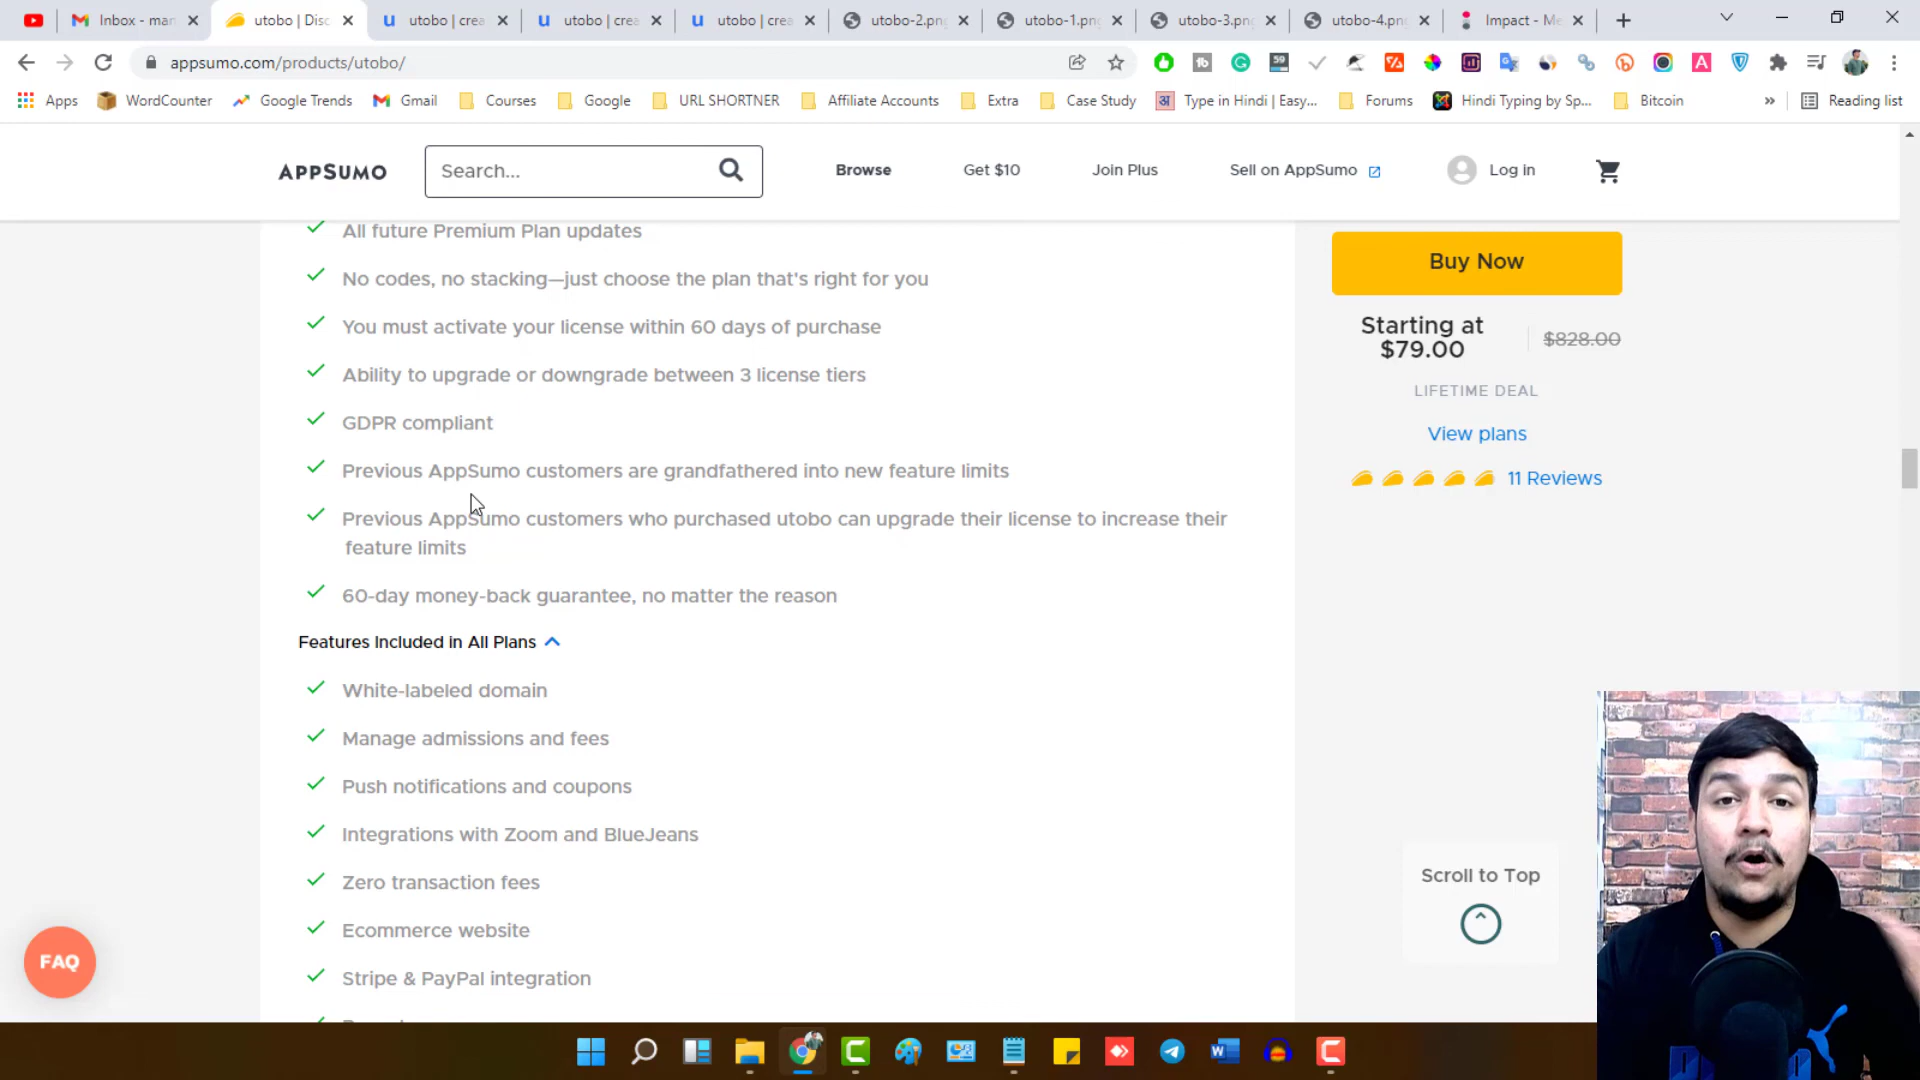 Inbox - man
utobo | Disc
utobo | crea
utobo | crea
utobo | crea
utobo-2.png
utobo-1.png
utobo-3.png
utobo-4.png
Impact - Me
appsumo.com/products/utobo/
Apps
WordCounter
Google Trends
Gmail
Courses
Google
URL SHORTNER
Affiliate Accounts
Extra
Case Study
Type in Hindi | Easy...
Forums
Hindi Typing by Sp...
Bitcoin
»
Reading list
APPSUMO
Search...
Browse
Get $10
Join Plus
Sell on AppSumo
Log in
All future Premium Plan updates
No codes, no stacking—just choose the plan that's right for you
You must activate your license within 60 days of purchase
Ability to upgrade or downgrade between 3 license tiers
GDPR compliant
Previous AppSumo customers are grandfathered into new feature limits
Previous AppSumo customers who purchased utobo can upgrade their license to increase their
feature limits
60-day money-back guarantee, no matter the reason
Features Included in All Plans
White-labeled domain
Manage admissions and fees
Push notifications and coupons
Integrations with Zoom and BlueJeans
Zero transaction fees
Ecommerce website
Stripe & PayPal integration
Buy Now
Starting at
$79.00
$828.00
LIFETIME DEAL
View plans
11 Reviews
Scroll to Top
FAQ